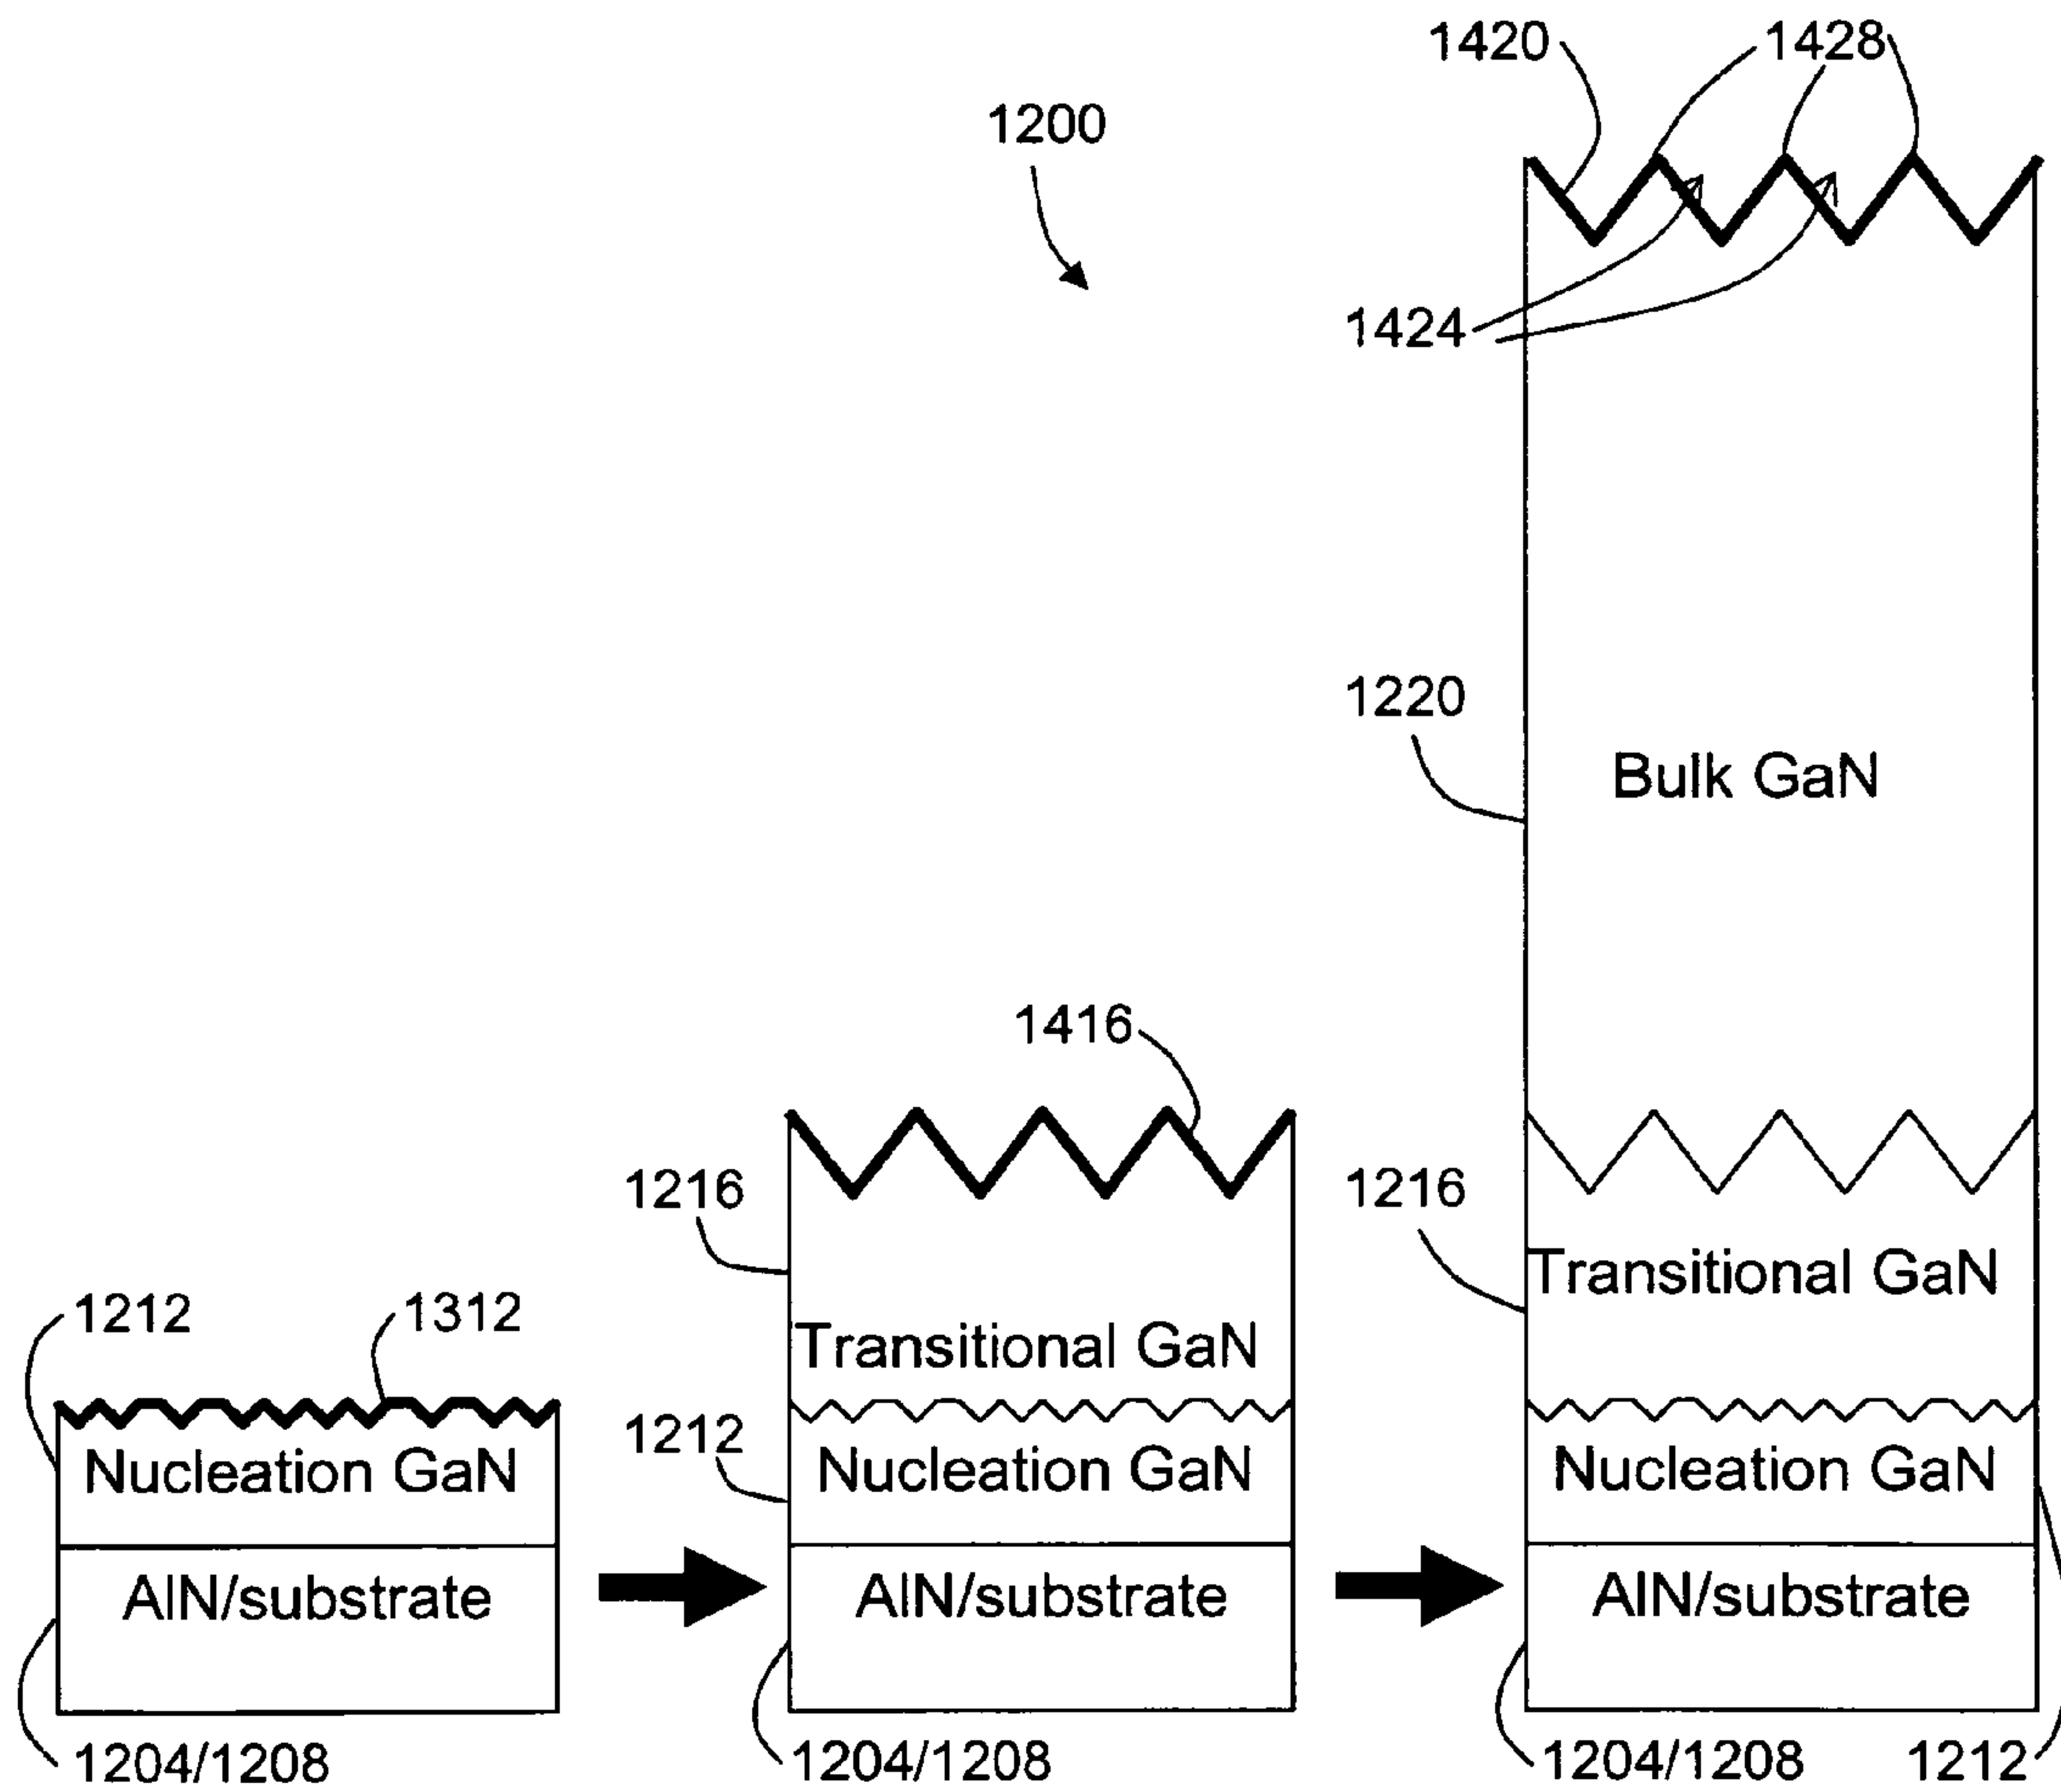 1420
1428
1200
1424
1220
Bulk GaN
1416
1216
1216
Transitional GaN
1212
1312
Transitional GaN
1212
Nucleation GaN
Nucleation GaN
Nucleation GaN
AlN/substrate
AlN/substrate
AlN/substrate
1204/1208
1204/1208
1204/1208
1212